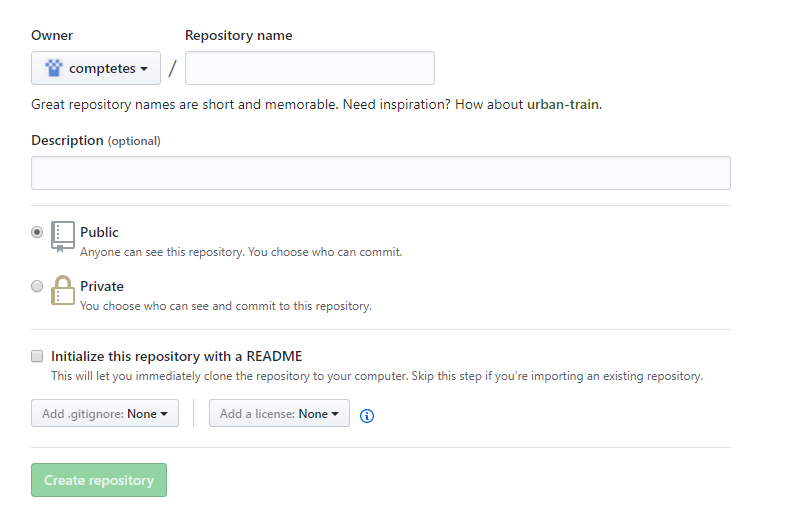 Owner Repository name
comptetes / 
Great repository names are short and memorable. Need inspiration? How about urban-train.
Description (optional)
Public
Anyone can see this repository. You choose who can commit.
Private
You choose who can see and commit to this repository.
Initialize this repository with a README
This will let you immediately clone the repository to your computer. Skip this step if you’re importing an existing repository.
Add .gitignore: None Add a license: None
Create repository